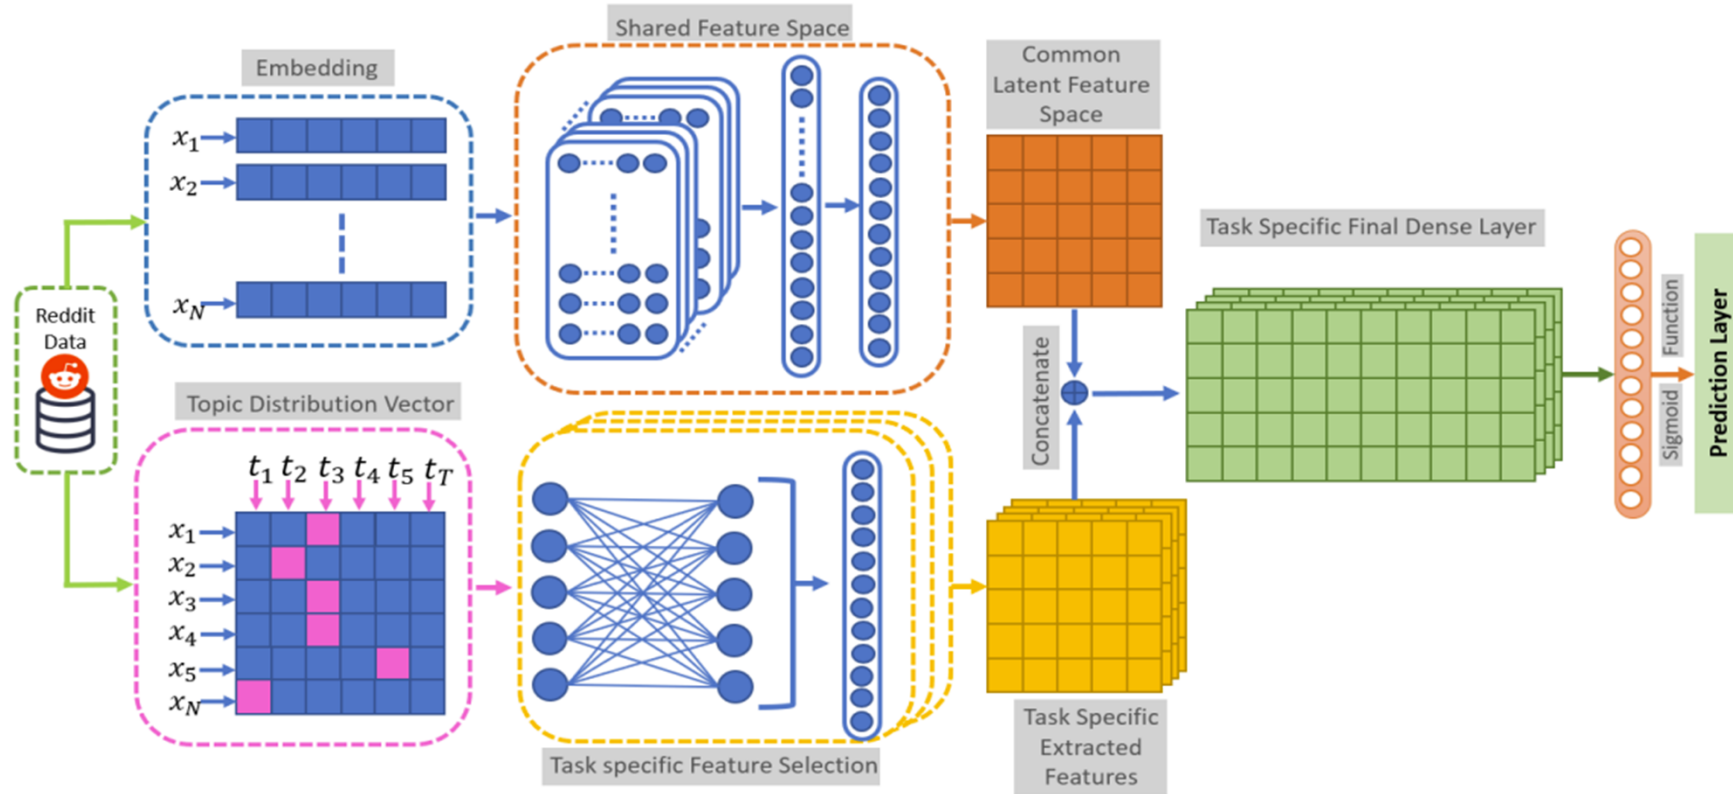 Shared Feature Space
Embedding
x1
x2
xN
Reddit
Data
Common
Latent Feature
Space
Topic Distribution Vector
t1 t2 t3 t4 t5 tT
x1
x2
x3
x4
x5
xN
Task specific Feature Selection
Concatenate
Task Specific
Extracted
Features
Task Specific Final Dense Layer
Sigmoid Function
Prediction Layer